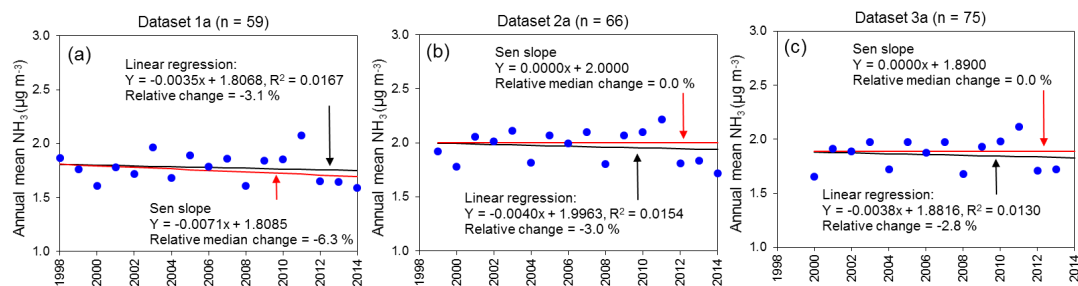 Dataset 1a (n = 59)
(a)
Annual mean NH3 (µg m-3)
3.0
2.5
2.0
1.5
1.0
Linear regression:
Y = -0.0035x + 1.8068, R2 = 0.0167
Relative change = -3.1 %
Sen slope
Y = -0.0071x + 1.8085
Relative median change = -6.3 %
1998
2000
2002
2004
2006
2008
2010
2012
2014
Dataset 2a (n = 66)
(b)
Annual mean NH3 (µg m-3)
3.0
2.5
2.0
1.5
1.0
Sen slope
Y = 0.0000x + 2.0000
Relative median change = 0.0 %
Linear regression:
Y = -0.0040x + 1.9963, R2 = 0.0154
Relative change = -3.0 %
1998
2000
2002
2004
2006
2008
2010
2012
2014
Dataset 3a (n = 75)
(c)
Annual mean NH3 (µg m-3)
3.0
2.5
2.0
1.5
1.0
Sen slope
Y = 0.0000x + 1.8900
Relative median change = 0.0 %
Linear regression:
Y = -0.0038x + 1.8816, R2 = 0.0130
Relative change = -2.8 %
1998
2000
2002
2004
2006
2008
2010
2012
2014